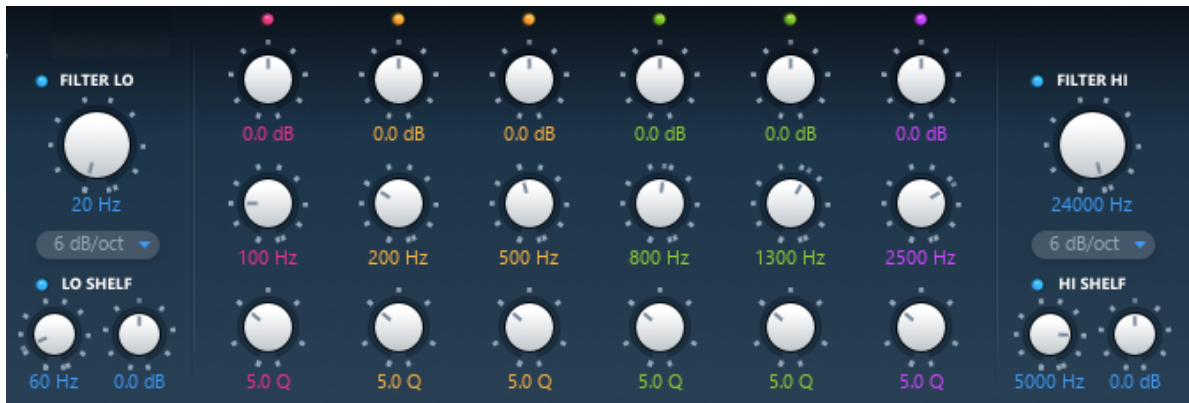 FILTER LO
20 Hz
6 dB/oct
LO SHELF
60 Hz 0.0 dB
0.0 dB 0.0 dB 0.0 dB 0.0 dB 0.0 dB 0.0 dB
100 Hz 200 Hz 500 Hz 800 Hz 1300 Hz 2500 Hz
5.0 Q 5.0 Q 5.0 Q 5.0 Q 5.0 Q 5.0 Q
FILTER HI
24000 Hz
6 dB/oct
HI SHELF
5000 Hz 0.0 dB